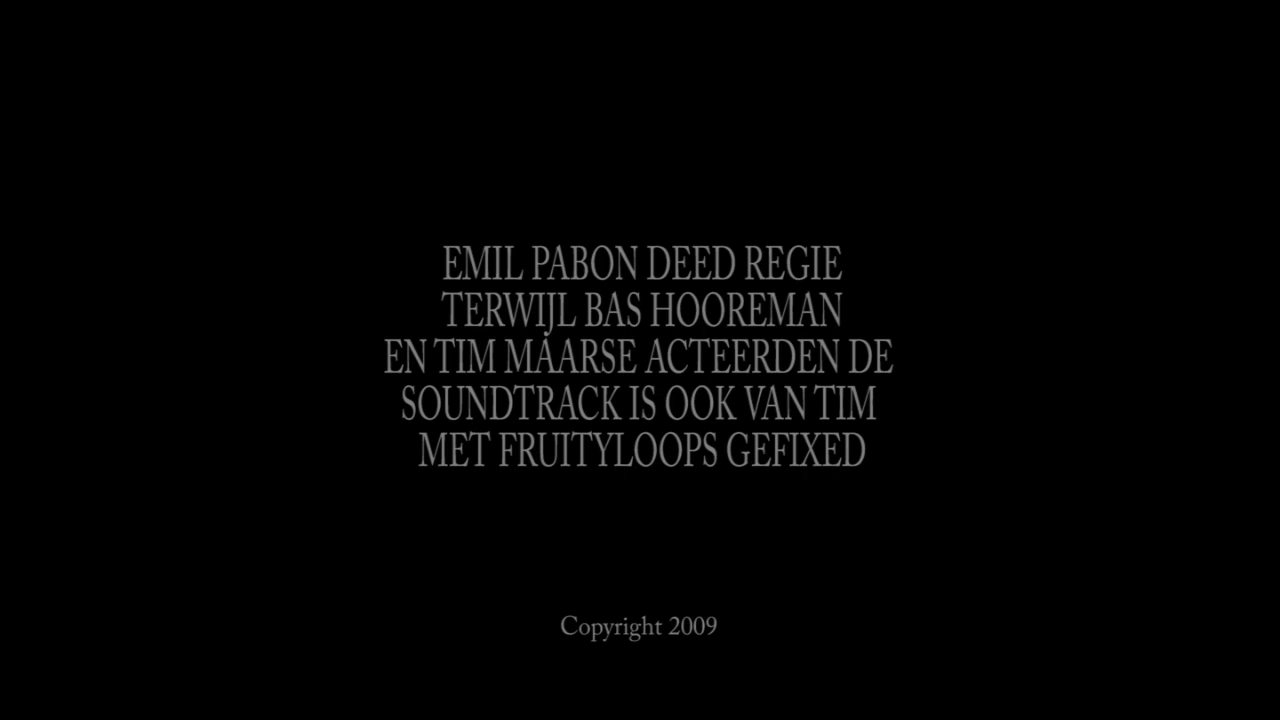 EMIL PABON DEED REGIE
TERWIJL BAS HOOREMAN
EN TIM MAARSE ACTEERDEN DE
SOUNDTRACK IS OOK VAN TIM
MET FRUITYLOOPS GEFIXED
Copyright 2009